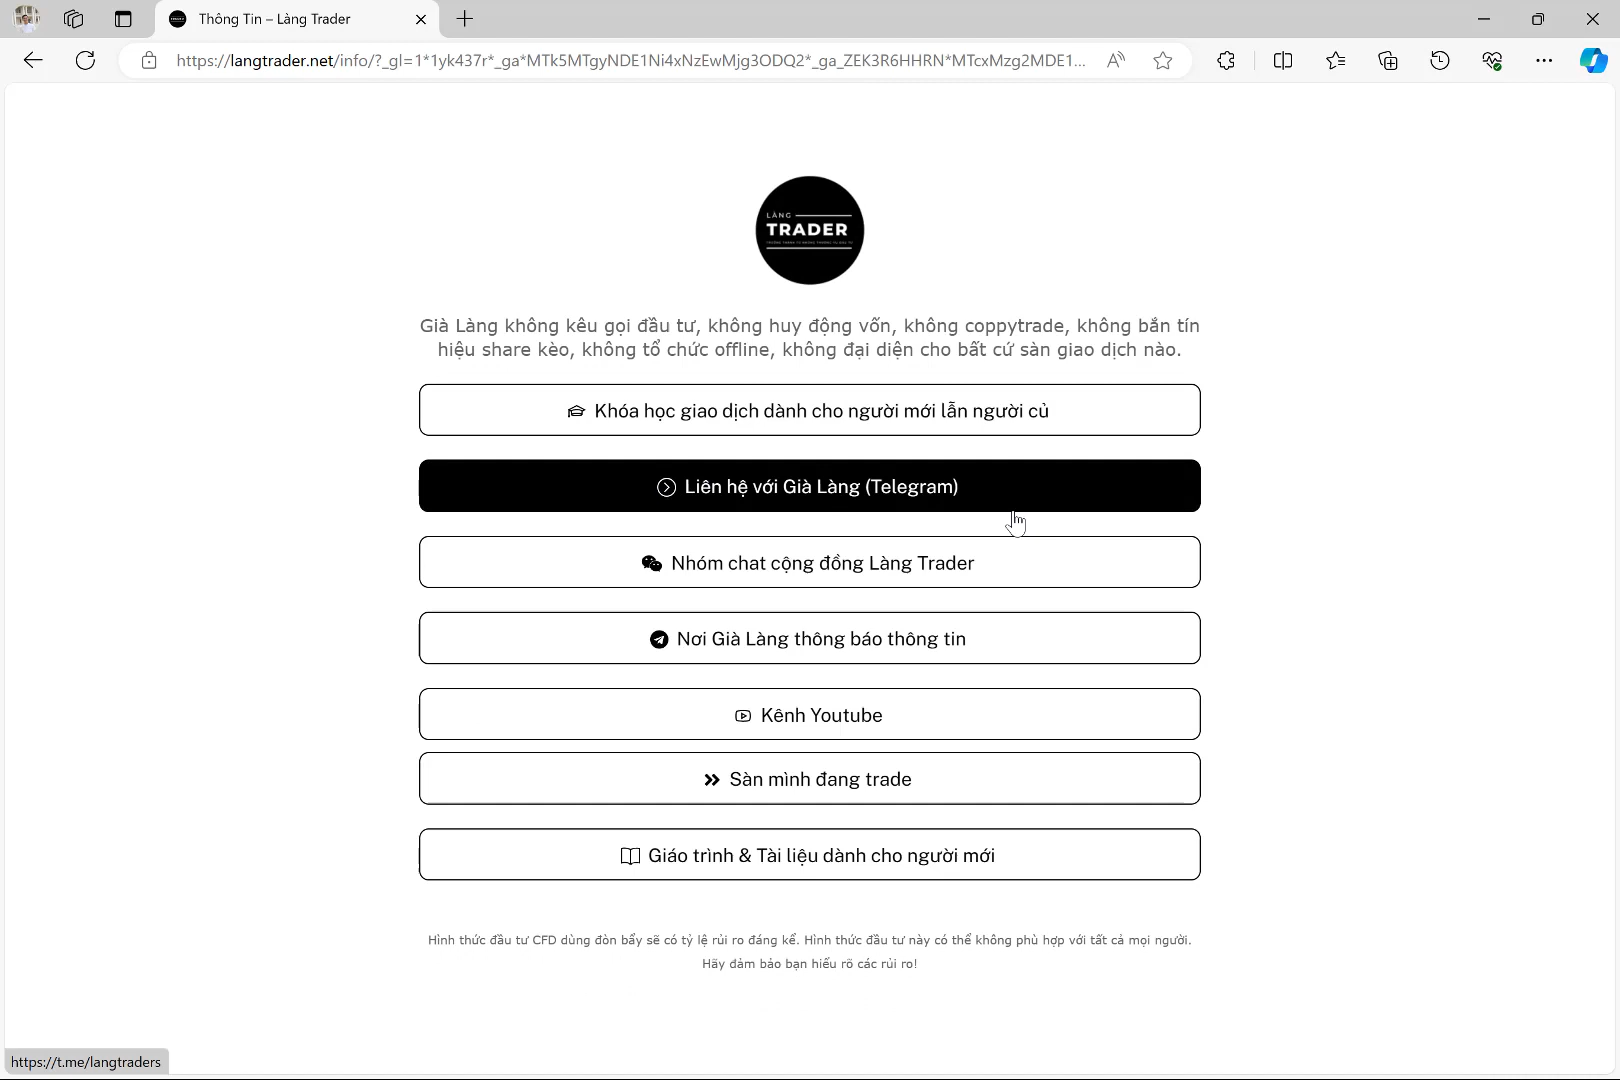 Thông Tin – Làng Trader
https://langtrader.net/info/?_gl=1*1yk437r*_ga*MTk5MTgyNDE1Ni4xNzEwMjg3ODQ2*_ga_ZEK3R6HHRN*MTcxMzg2MDE1...
LÀNG
TRADER
Già Làng không kêu gọi đầu tư, không huy động vốn, không coppytrade, không bắn tín
hiệu share kèo, không tổ chức offline, không đại diện cho bất cứ sàn giao dịch nào.
Khóa học giao dịch dành cho người mới lẫn người củ
Liên hệ với Già Làng (Telegram)
Nhóm chat cộng đồng Làng Trader
Nơi Già Làng thông báo thông tin
Kênh Youtube
Sàn mình đang trade
Giáo trình & Tài liệu dành cho người mới
Hình thức đầu tư CFD dùng đòn bẩy sẽ có tỷ lệ rủi ro đáng kể. Hình thức đầu tư này có thể không phù hợp với tất cả mọi người.
Hãy đảm bảo bạn hiểu rõ các rủi ro!
https://t.me/langtraders